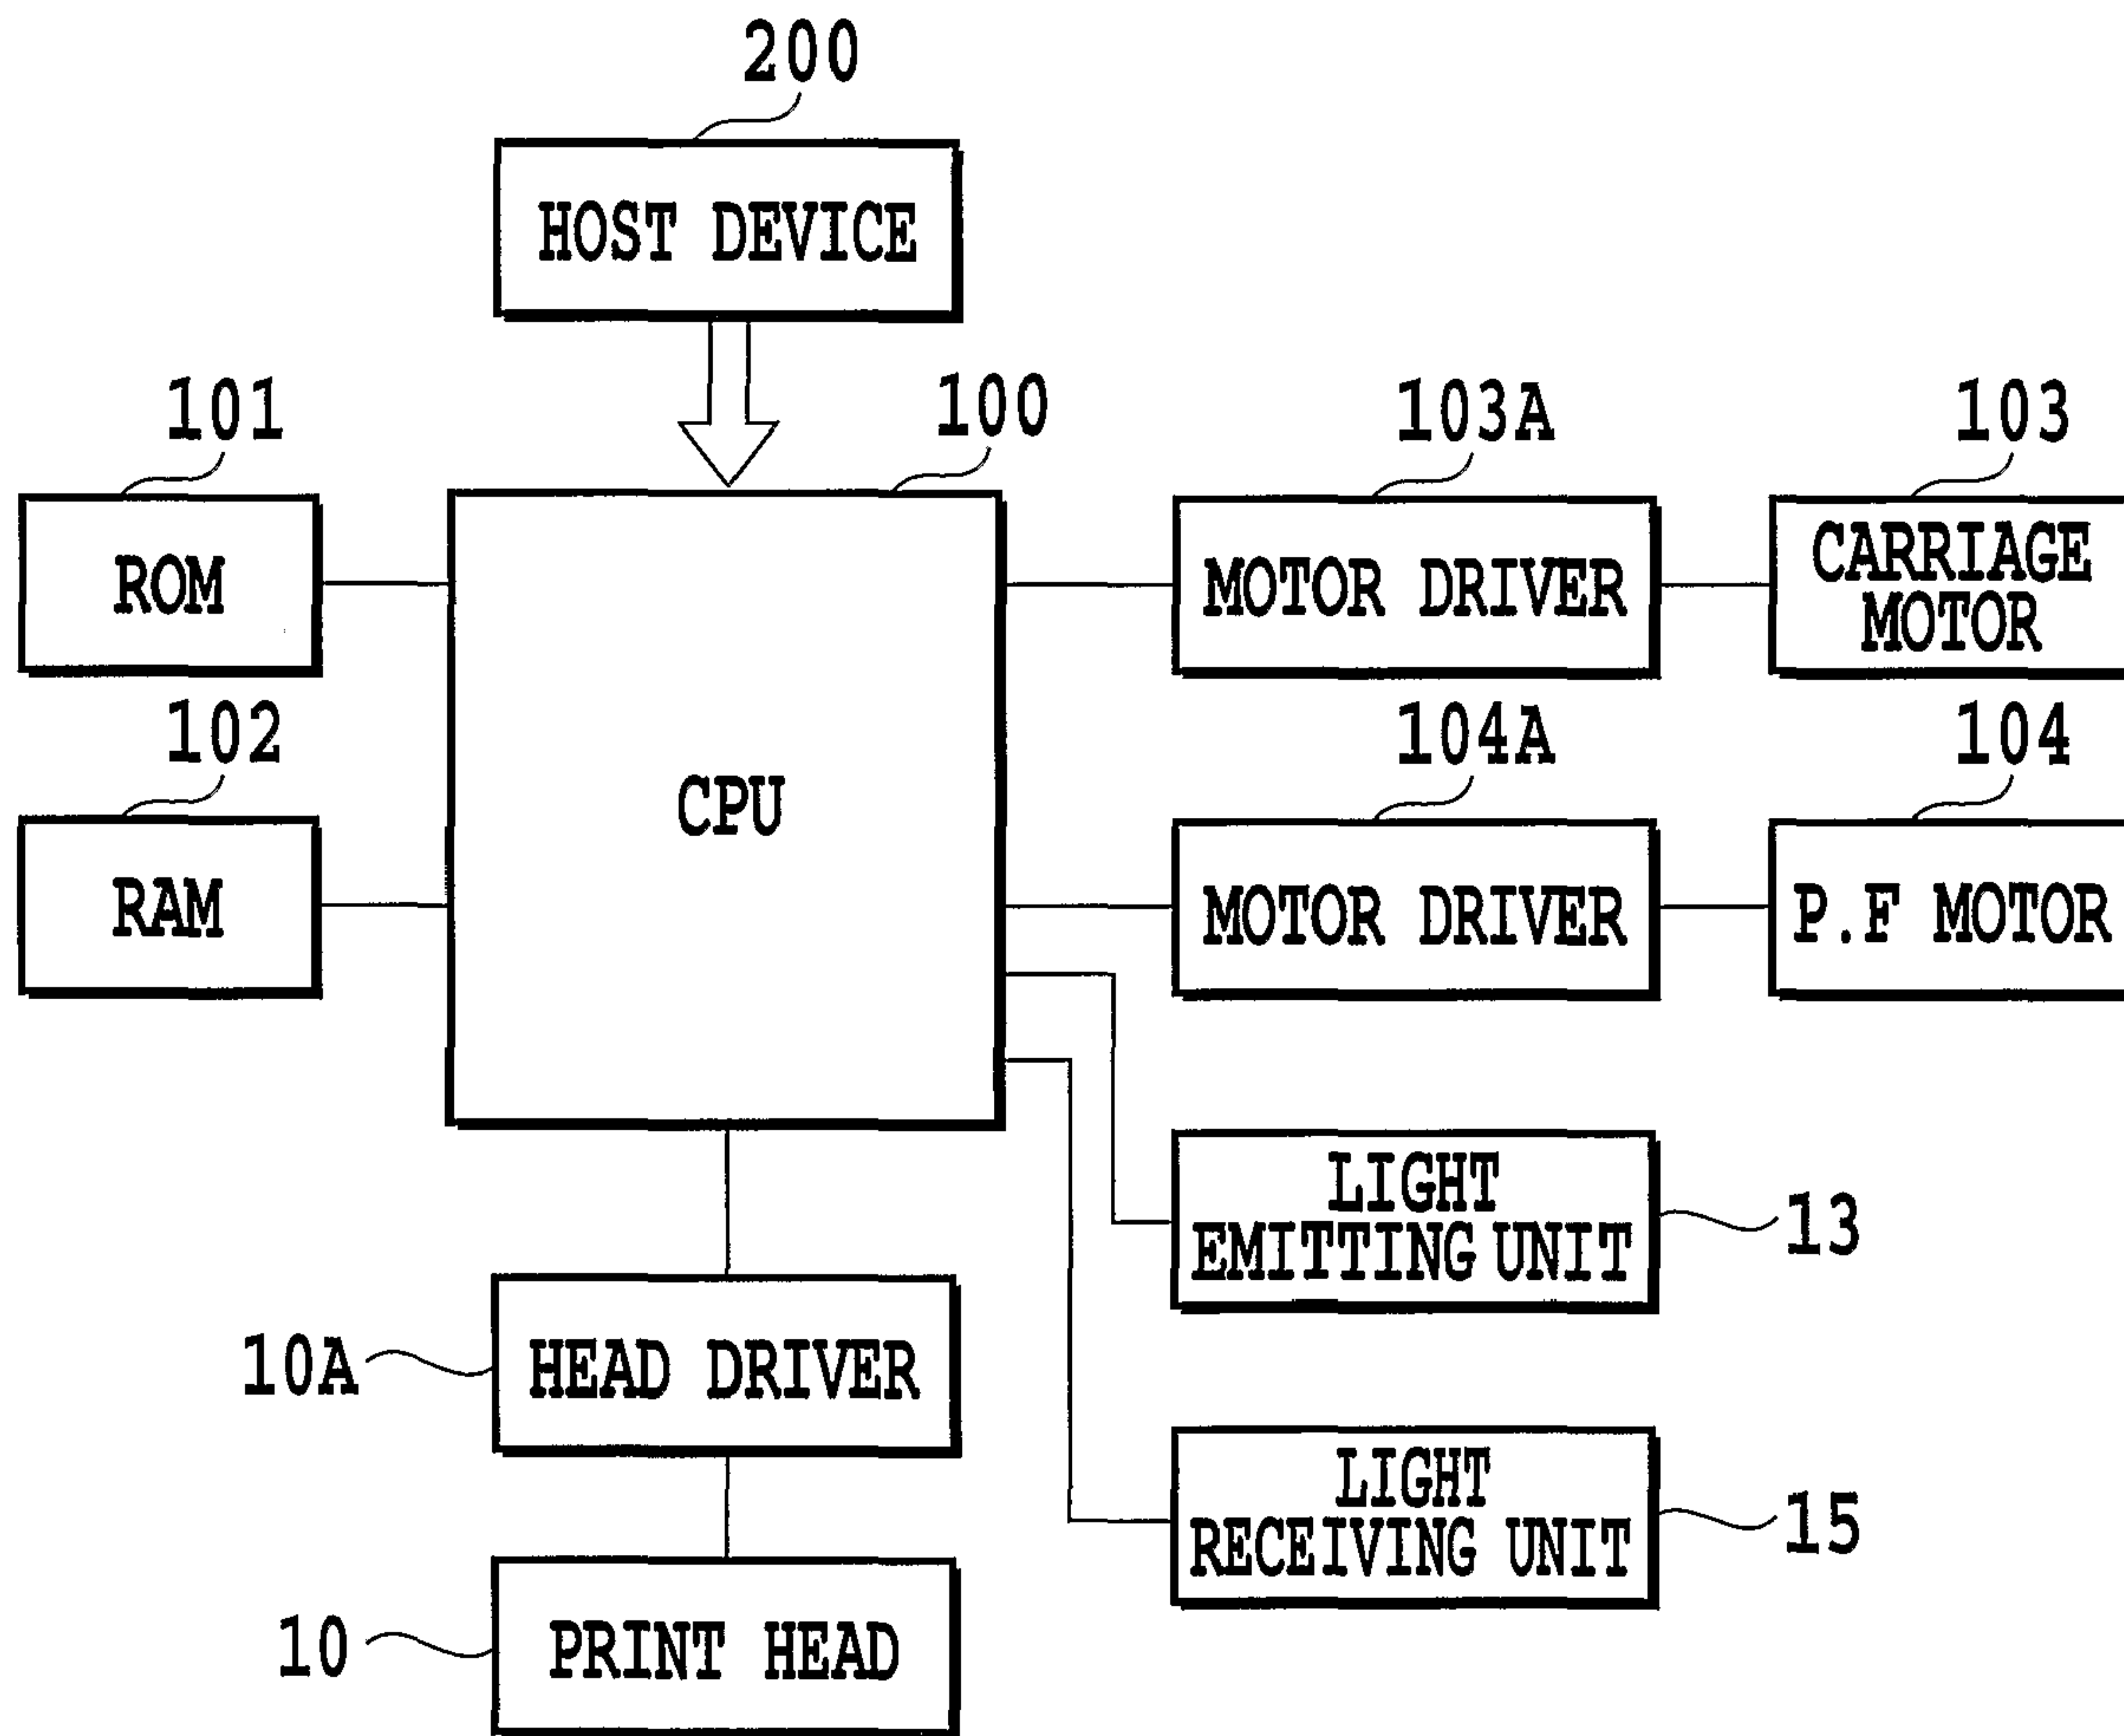 200
HOST DEVICE
101
100
103A
103
ROM
MOTOR DRIVER
CARRIAGE
MOTOR
102
104A
104
CPU
RAM
MOTOR DRIVER
P.F MOTOR
LIGHT
EMITTING UNIT
13
10A
HEAD DRIVER
LIGHT
RECEIVING UNIT
15
10
PRINT HEAD